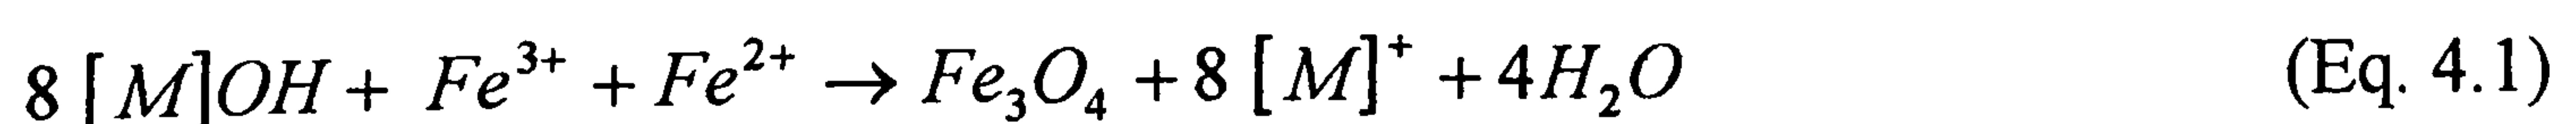 8 [M]OH + Fe³⁺ + Fe²⁺ → Fe₃O₄ + 8 [M]⁺ + 4H₂O (Eq. 4.1)